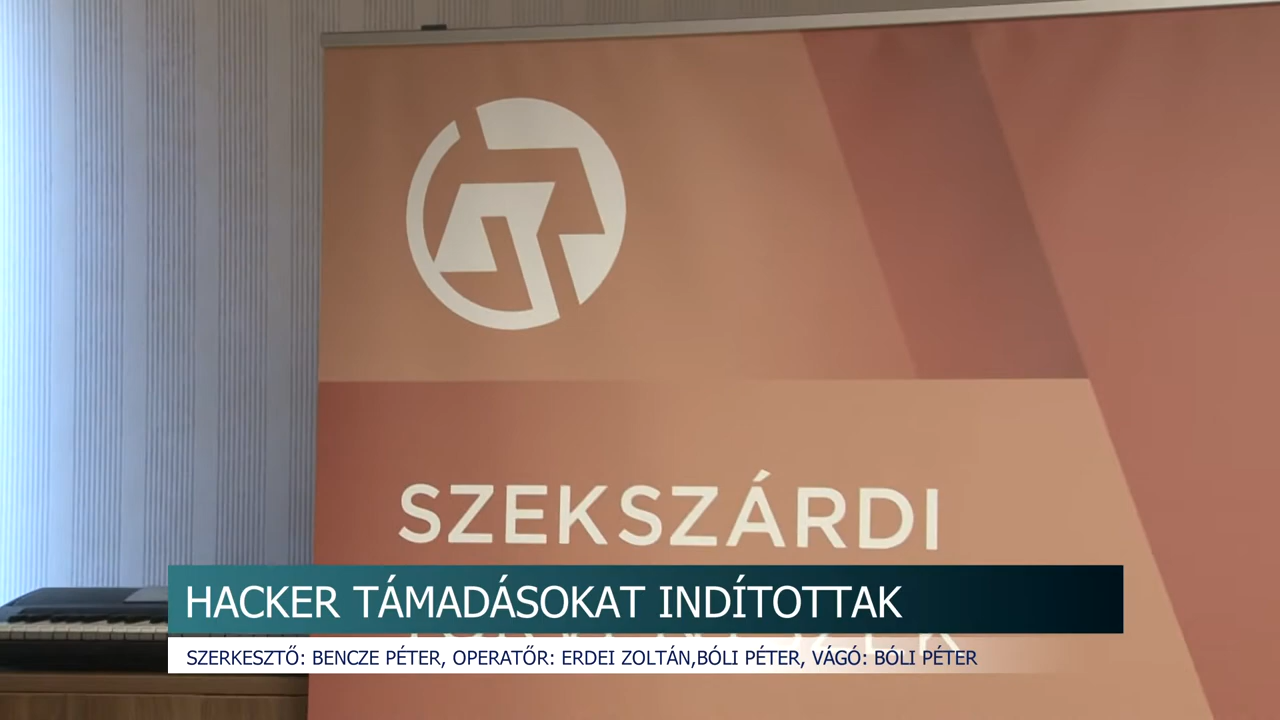 SZEKSZÁRDI
HACKER TÁMADÁSOKAT INDÍTOTTAK
SZERKESZTŐ: BENCZE PÉTER, OPERATŐR: ERDEI ZOLTÁN,BÓLI PÉTER, VÁGÓ: BÓLI PÉTER